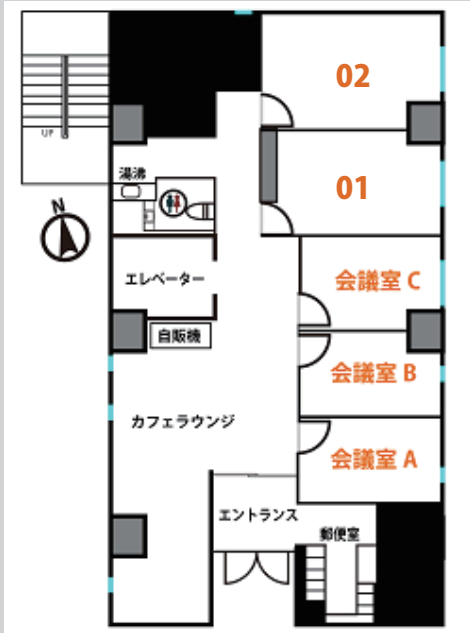 02
UP
湯沸
01
N
エレベーター
会議室 C
自販機
会議室 B
カフェラウンジ
会議室 A
エントランス
郵便室